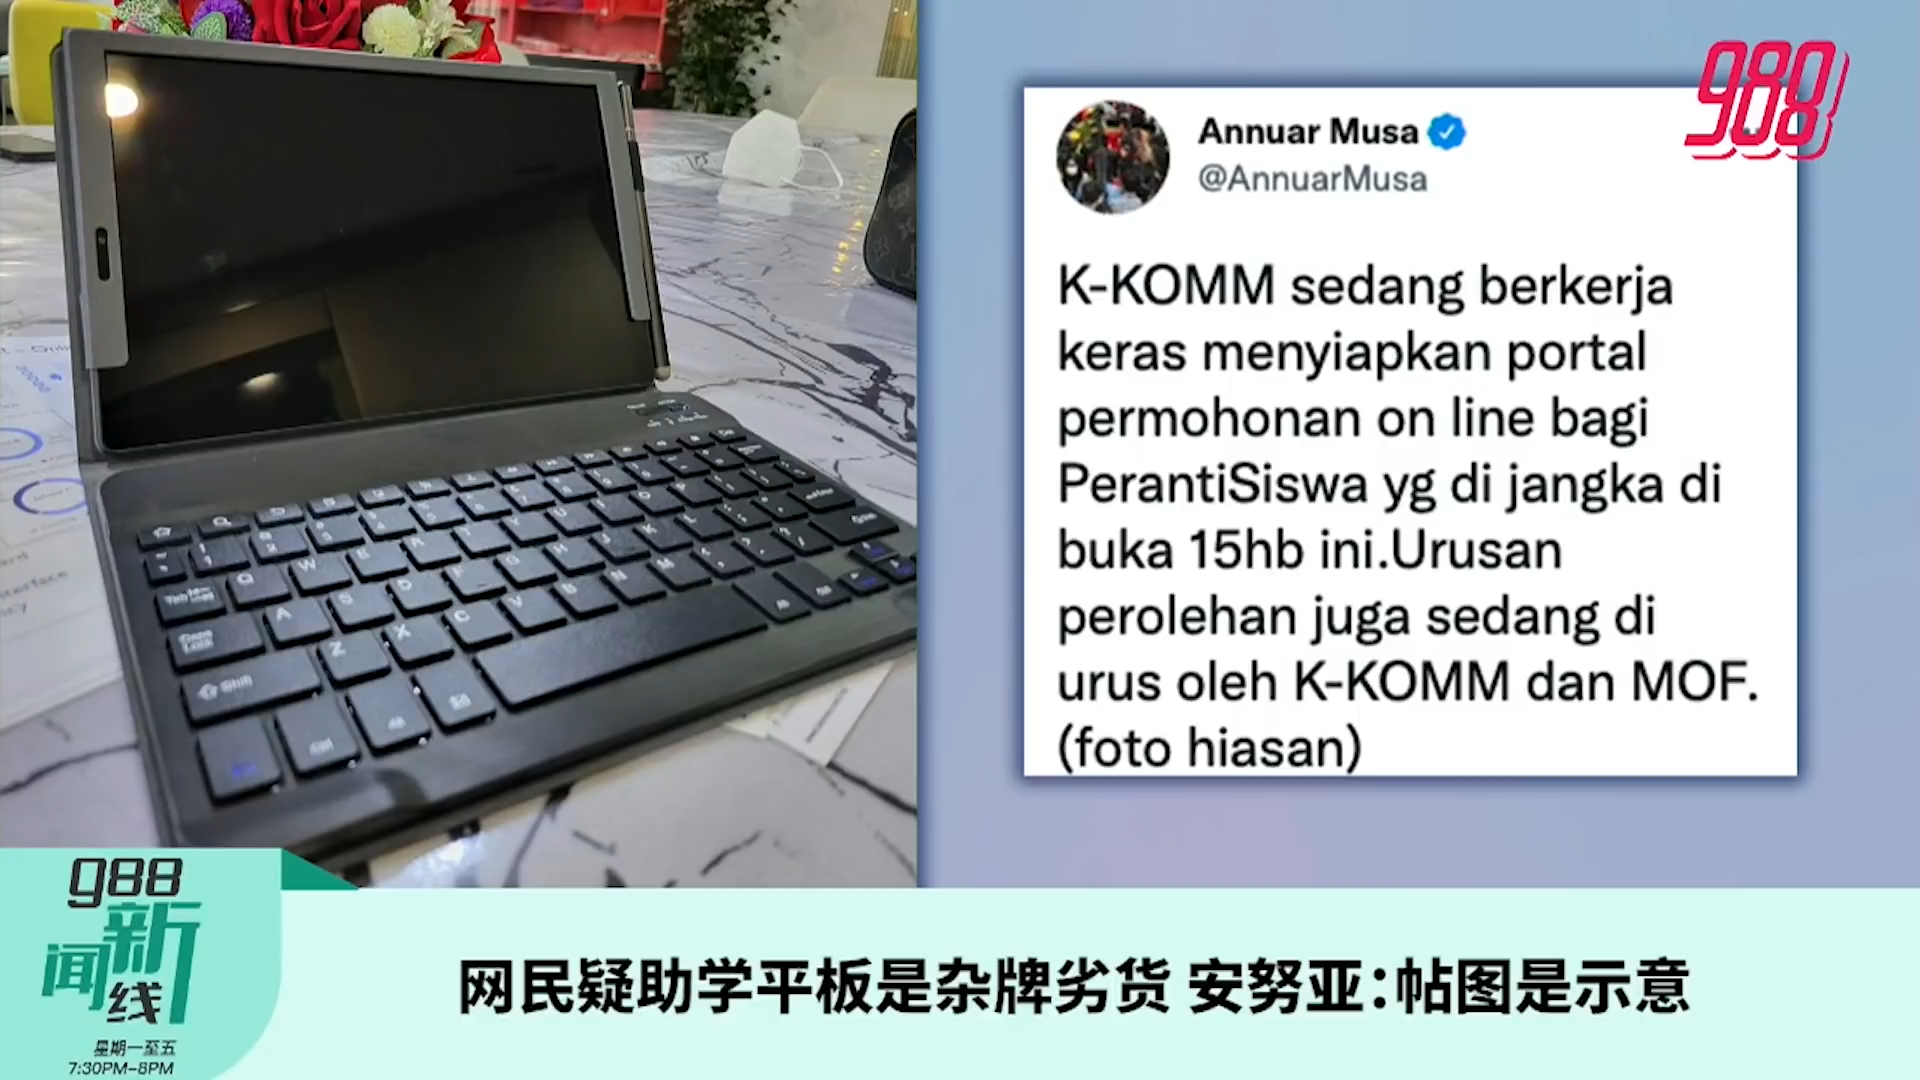 988
Annuar Musa
@AnnuarMusa
K-KOMM sedang berkerja
keras menyiapkan portal
permohonan on line bagi
PerantiSiswa yg di jangka di
buka 15hb ini.Urusan
perolehan juga sedang di
urus oleh K-KOMM dan MOF.
(foto hiasan)
Q W E R T Y U I O P
A S D F G H J K L
Shift Z X C V B N M
988
新
闻
线
星期一至五
7:30PM-8PM
网民疑助学平板是杂牌劣货 安努亚:帖图是示意